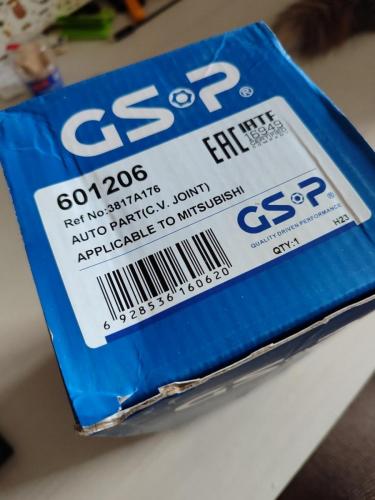 GSP®
601206
Ref No:3817A176
AUTO PART(C.V. JOINT)
APPLICABLE TO MITSUBISHI
EAC
IATF
16949
CERTIFIED
GSP®
QUALITY DRIVEN PERFORMANCE
QTY:1
H23
6 928536 160620